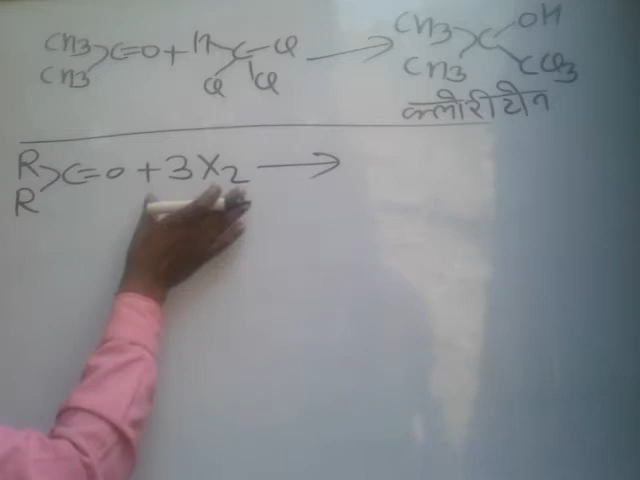 CH3 CH3 >C=O + H C Cl Cl Cl → CH3 CH3 >C OH CCl3
क्लोरीटोन
R R >C=O + 3X2 →